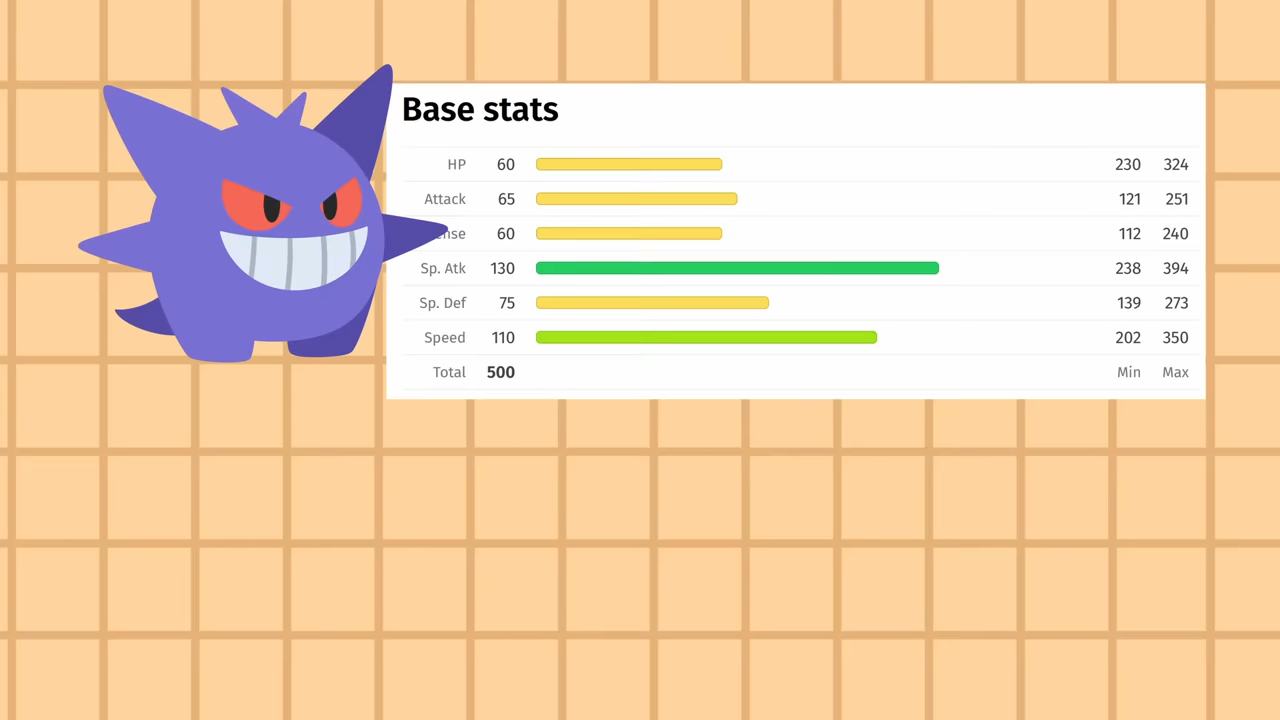 Base stats
HP 60 230 324
Attack 65 121 251
ense 60 112 240
Sp. Atk 130 238 394
Sp. Def 75 139 273
Speed 110 202 350
Total 500 Min Max